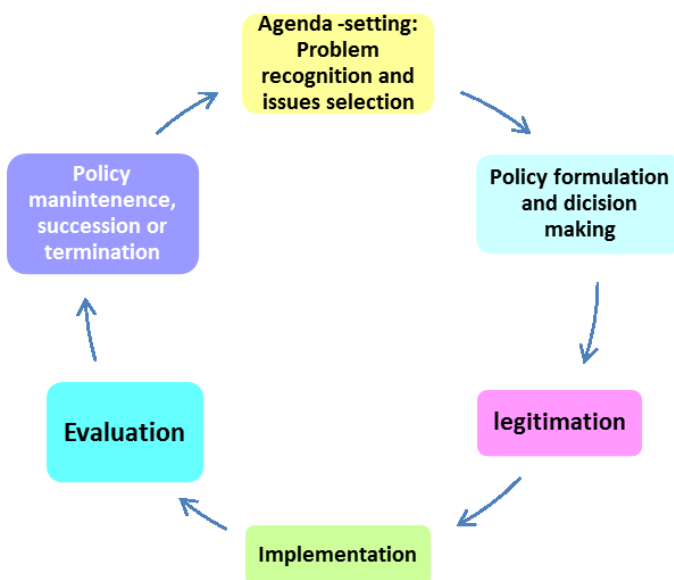 Agenda -setting:
Problem
recognition and
issues selection
Policy formulation
and dicision
making
legitimation
Implementation
Evaluation
Policy
manintenence,
succession or
termination